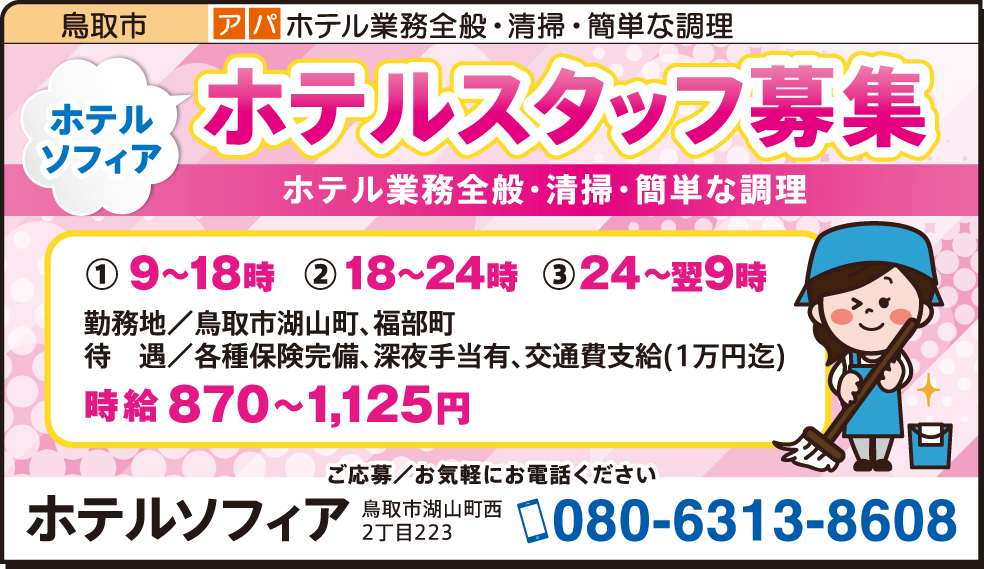 鳥取市 アパ ホテル業務全般・清掃・簡単な調理
ホテル
ソフィア
ホテルスタッフ募集
ホテル業務全般・清掃・簡単な調理
① 9〜18時 ② 18〜24時 ③ 24〜翌9時
勤務地／鳥取市湖山町、福部町
待　遇／各種保険完備、深夜手当有、交通費支給(1万円迄)
時給 870〜1,125円
ご応募／お気軽にお電話ください
ホテルソフィア
鳥取市湖山町西
2丁目223
080-6313-8608